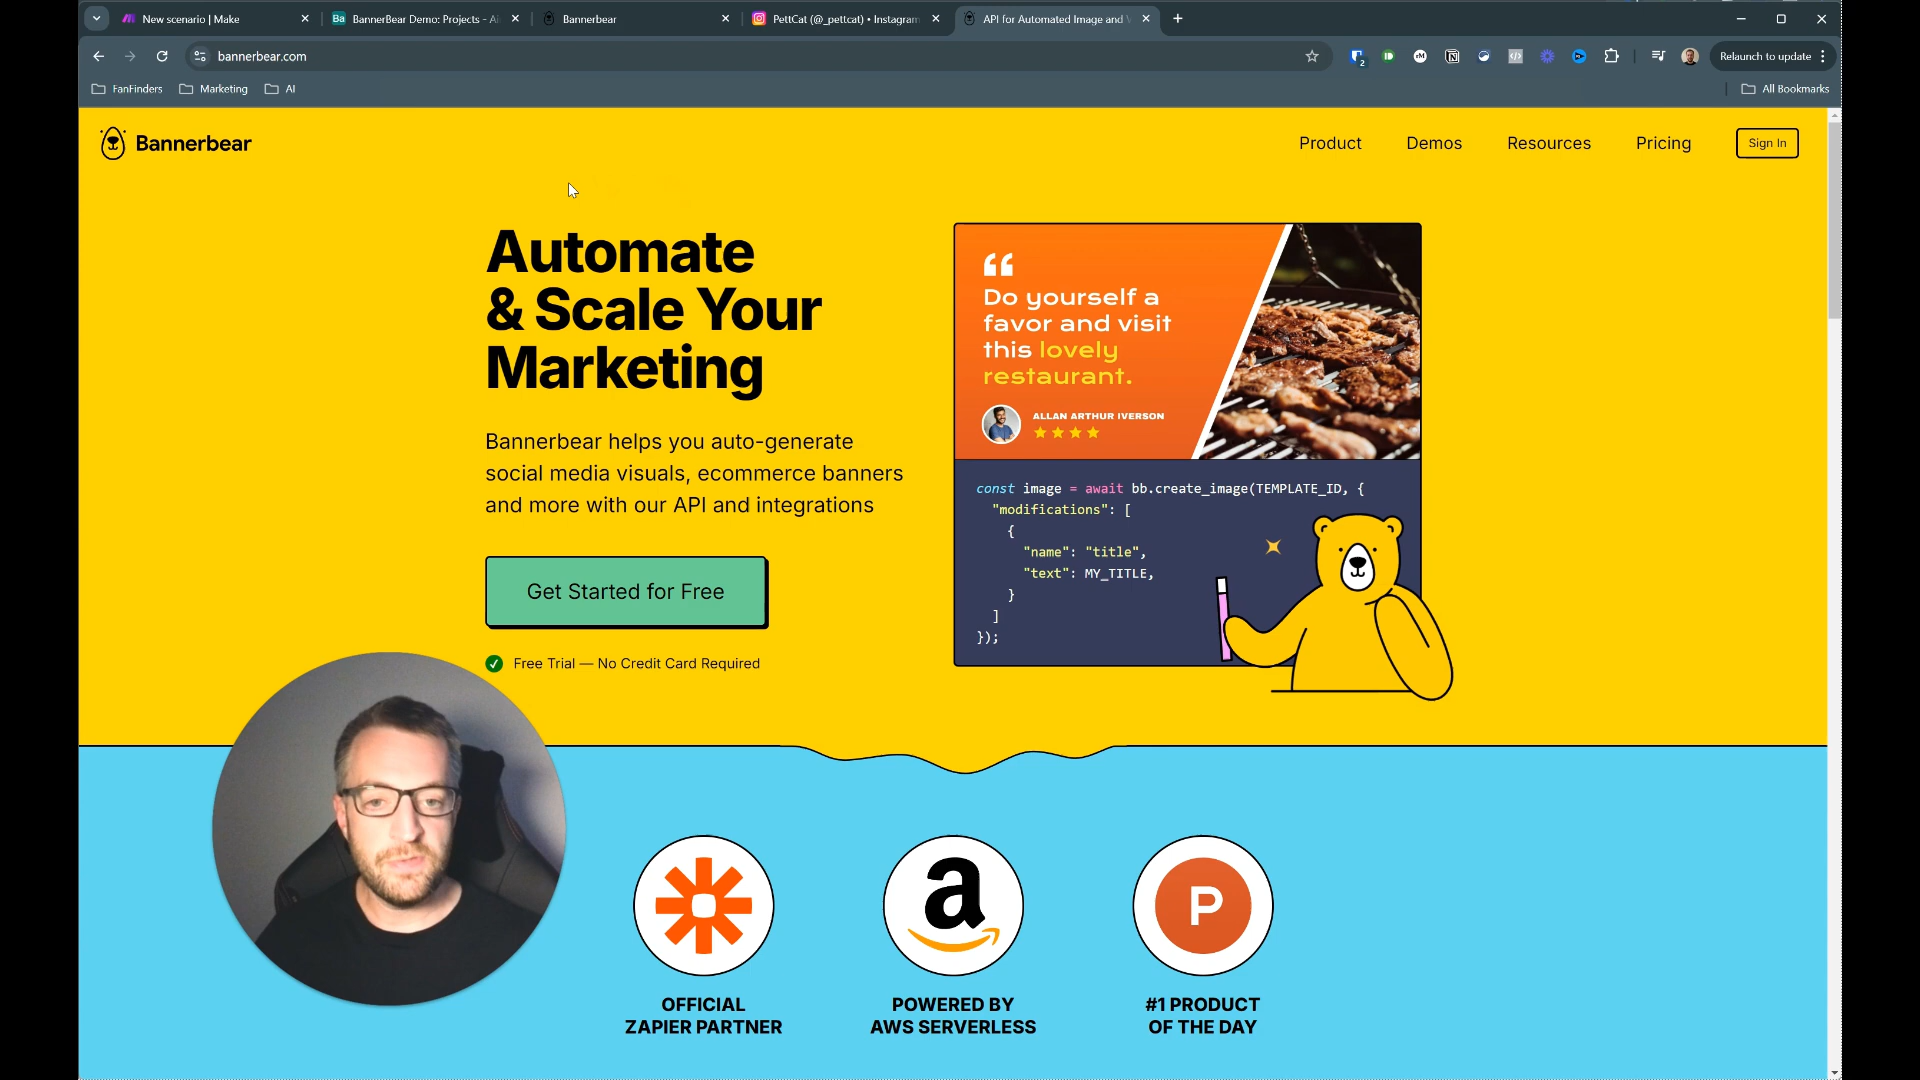 New scenario | Make
BannerBear Demo: Projects - Ai
Bannerbear
PettCat (@_pettcat) • Instagram
API for Automated Image and V
bannerbear.com
2
Relaunch to update
FanFinders
Marketing
AI
All Bookmarks
Bannerbear
Product
Demos
Resources
Pricing
Sign In
Automate
& Scale Your
Marketing
Bannerbear helps you auto-generate
social media visuals, ecommerce banners
and more with our API and integrations
Get Started for Free
Free Trial — No Credit Card Required
“
Do yourself a
favor and visit
this lovely
restaurant.
ALLAN ARTHUR IVERSON
const image = await bb.create_image(TEMPLATE_ID, {
"modifications": [
{
"name": "title",
"text": MY_TITLE,
}
]
});
a
P
OFFICIAL
ZAPIER PARTNER
POWERED BY
AWS SERVERLESS
#1 PRODUCT
OF THE DAY